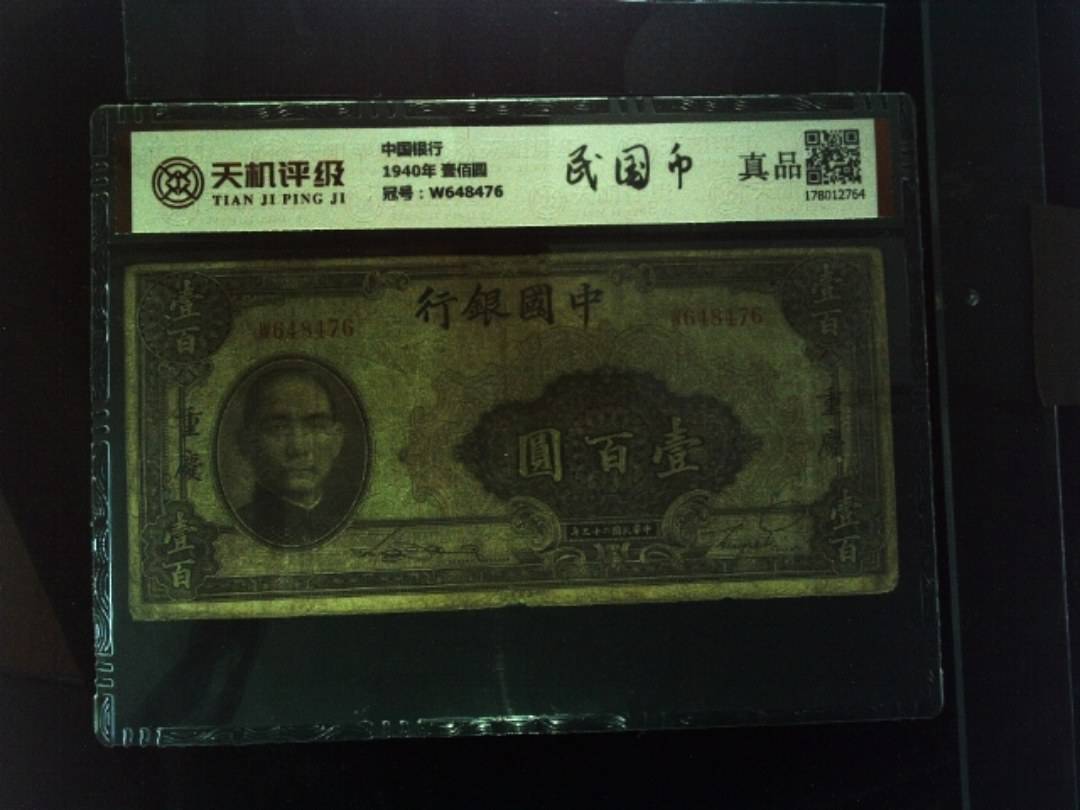 天机评级
TIAN JI PING JI
中国银行
1940年 壹佰圆
冠号：W648476
民国币
真品
178012764
行銀國中
壹百
壹百
W648476
W648476
重慶
重慶
圓百壹
壹百
壹百